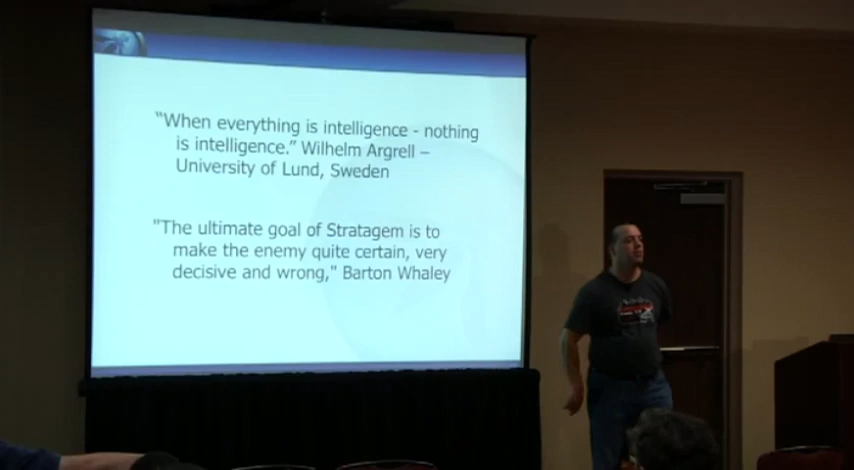 “When everything is intelligence - nothing
is intelligence.” Wilhelm Argrell –
University of Lund, Sweden
"The ultimate goal of Stratagem is to
make the enemy quite certain, very
decisive and wrong," Barton Whaley